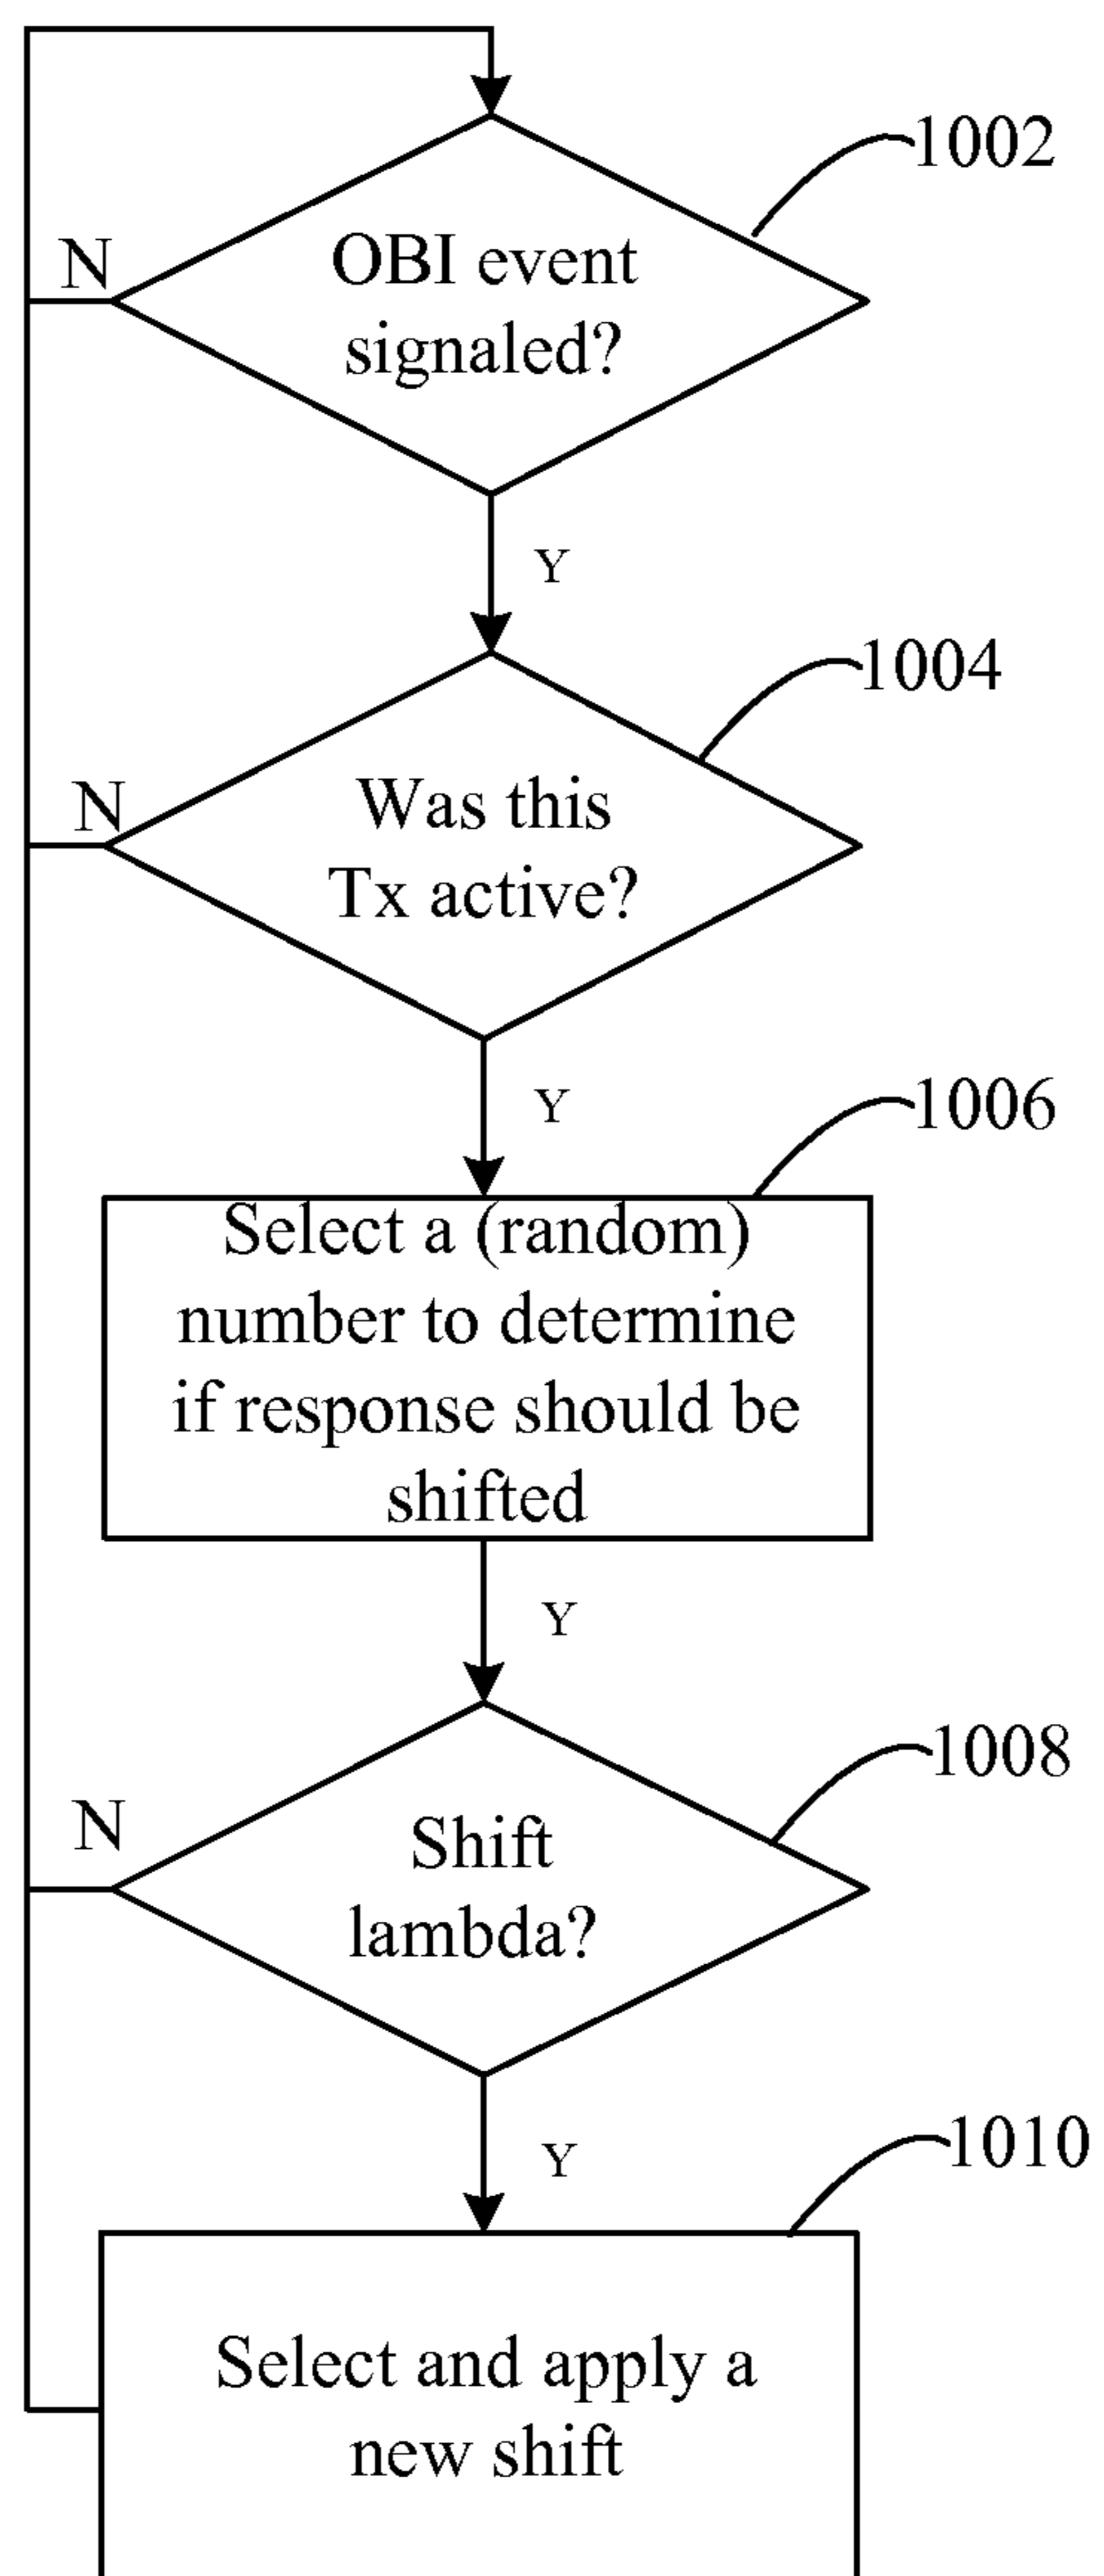 1002
OBI event
signaled?
N
Y
1004
Was this
Tx active?
N
Y
1006
Select a (random)
number to determine
if response should be
shifted
Y
1008
Shift
lambda?
N
Y
1010
Select and apply a
new shift